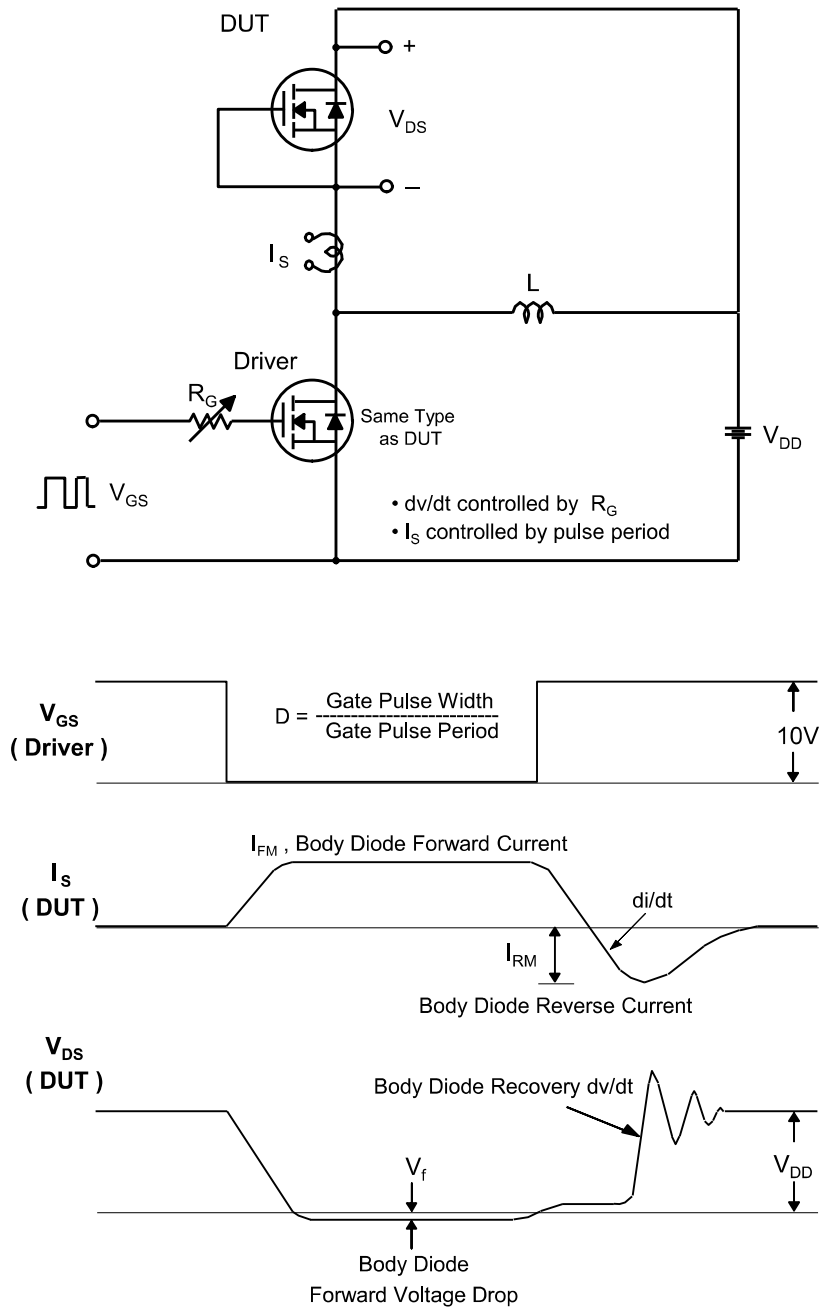 DUT
+
V_DS
–
I_S
L
Driver
R_G
Same Type
as DUT
V_DD
V_GS
• dv/dt controlled by R_G
• I_S controlled by pulse period
V_GS
( Driver )
D = Gate Pulse Width
--------------------------
Gate Pulse Period
10V
I_FM , Body Diode Forward Current
I_S
( DUT )
di/dt
I_RM
Body Diode Reverse Current
V_DS
( DUT )
Body Diode Recovery dv/dt
V_f
V_DD
Body Diode
Forward Voltage Drop